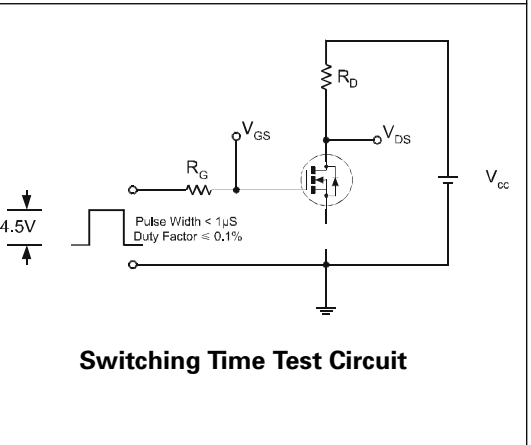 R_D
V_GS
V_DS
R_G
V_cc
4.5V
Pulse Width < 1µS
Duty Factor ≤ 0.1%
Switching Time Test Circuit